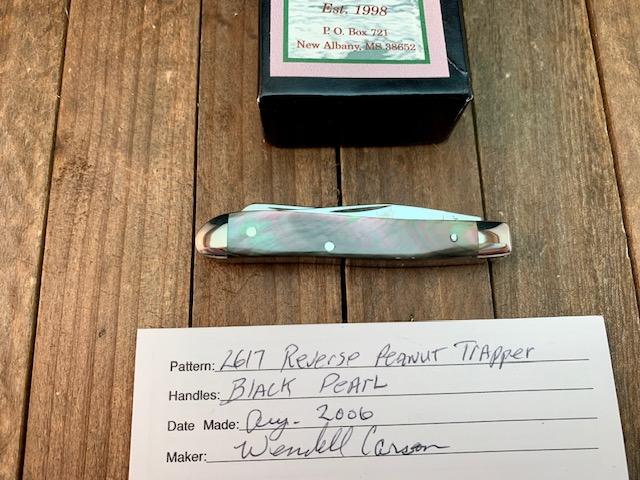 Est. 1998
P. O. Box 721
New Albany, MS 38652
Pattern: 2617 Reverse Peanut Trapper
Handles: Black Pearl
Date Made: Aug. 2006
Maker: Wendell Carson